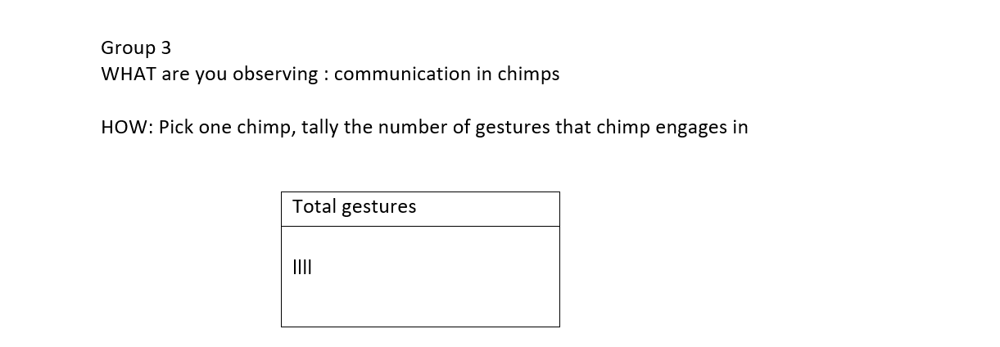 Group 3
WHAT are you observing : communication in chimps
HOW: Pick one chimp, tally the number of gestures that chimp engages in
Total gestures
llll